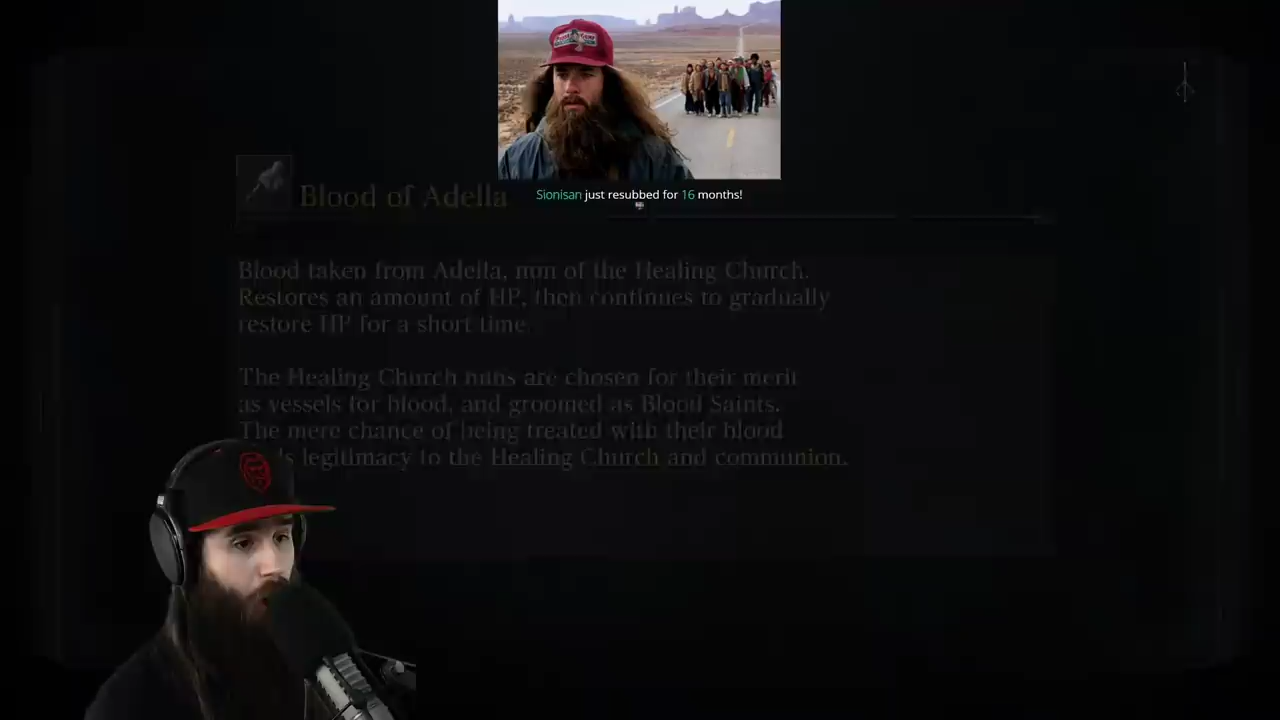 Sionisan just resubbed for 16 months!
Blood of Adella
Blood taken from Adella, nun of the Healing Church.
Restores an amount of HP, then continues to gradually
restore HP for a short time.
The Healing Church nuns are chosen for their merit
as vessels for blood, and groomed as Blood Saints.
The mere chance of being treated with their blood
legitimacy to the Healing Church and communion.